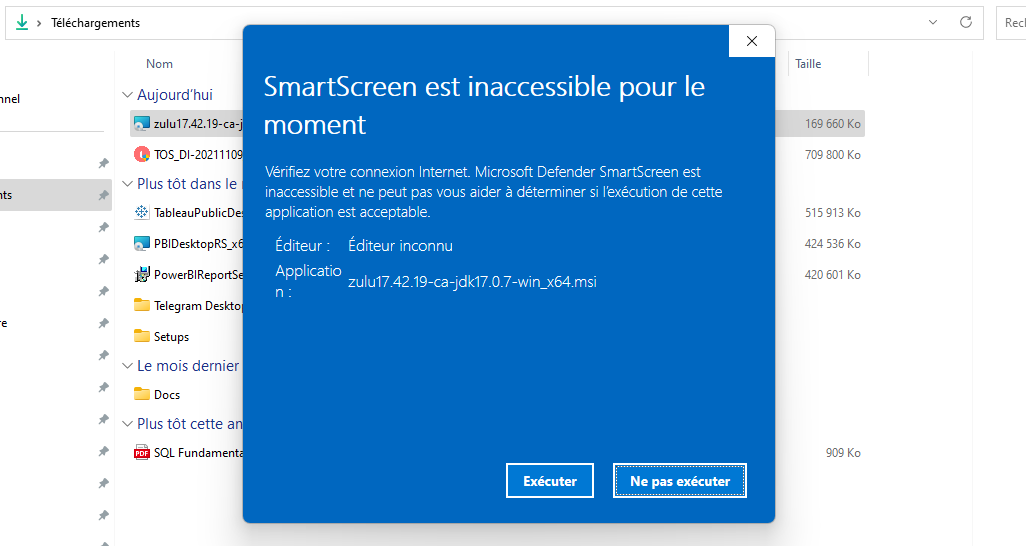 Téléchargements
Rec
Nom
Taille
nnel
Aujourd’hui
zulu17.42.19-ca-j
169 660 Ko
TOS_DI-20211109
709 800 Ko
Plus tôt dans le
nts
TableauPublicDes
515 913 Ko
PBIDesktopRS_x6
424 536 Ko
PowerBIReportSe
420 601 Ko
Telegram Desktop
re
Setups
Le mois dernier
Docs
Plus tôt cette an
PDF
SQL Fundamenta
909 Ko
SmartScreen est inaccessible pour le
moment
Vérifiez votre connexion Internet. Microsoft Defender SmartScreen est
inaccessible et ne peut pas vous aider à déterminer si l’exécution de cette
application est acceptable.
Éditeur : Éditeur inconnu
Applicatio
n :
zulu17.42.19-ca-jdk17.0.7-win_x64.msi
Exécuter
Ne pas exécuter